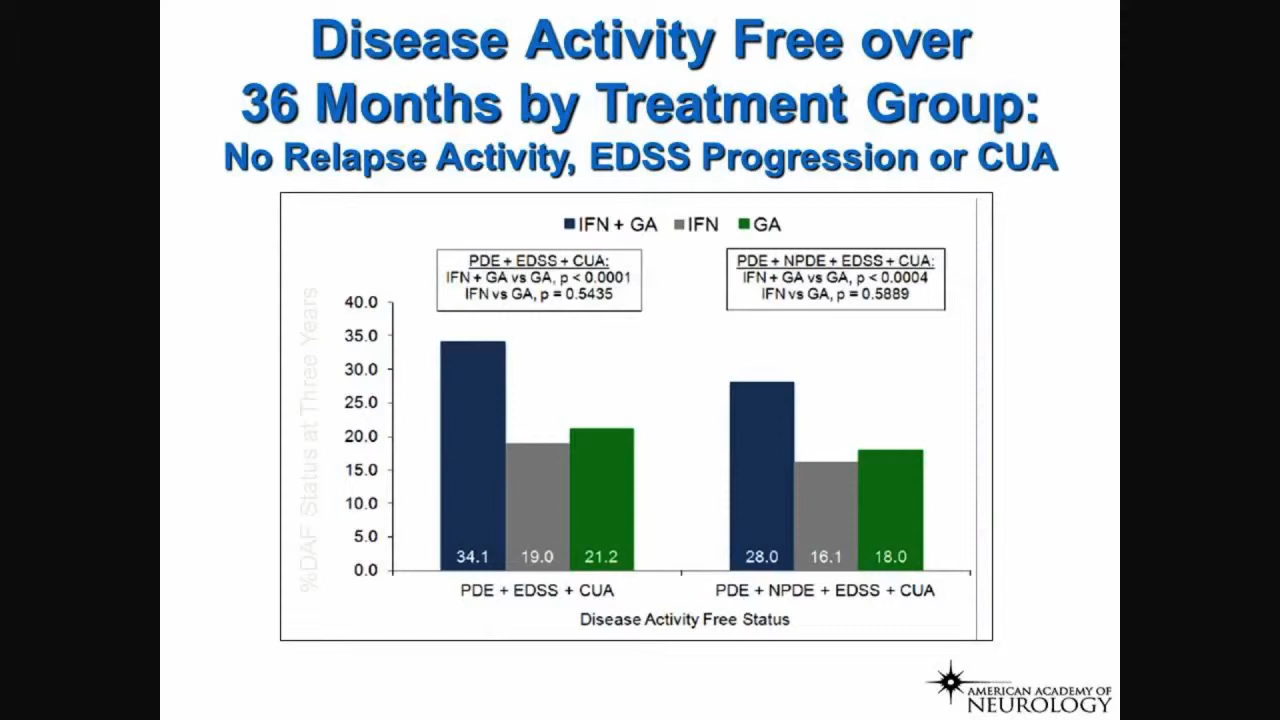 Disease Activity Free over
36 Months by Treatment Group:
No Relapse Activity, EDSS Progression or CUA
IFN + GA IFN GA
PDE + EDSS + CUA:
IFN + GA vs GA, p < 0.0001
IFN vs GA, p = 0.5435
PDE + NPDE + EDSS + CUA:
IFN + GA vs GA, p < 0.0004
IFN vs GA, p = 0.5889
%DAF Status at Three Years
40.0
35.0
30.0
25.0
20.0
15.0
10.0
5.0
0.0
34.1 19.0 21.2
28.0 16.1 18.0
PDE + EDSS + CUA
PDE + NPDE + EDSS + CUA
Disease Activity Free Status
AMERICAN ACADEMY OF
NEUROLOGY